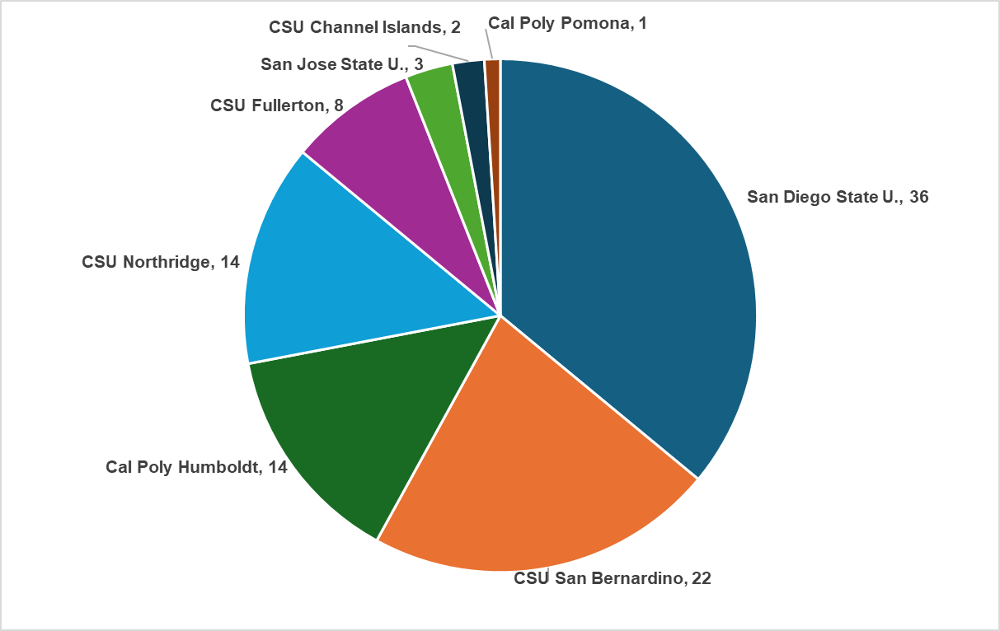 Cal Poly Pomona, 1
CSU Channel Islands, 2
San Jose State U., 3
CSU Fullerton, 8
San Diego State U., 36
CSU Northridge, 14
Cal Poly Humboldt, 14
CSU San Bernardino, 22